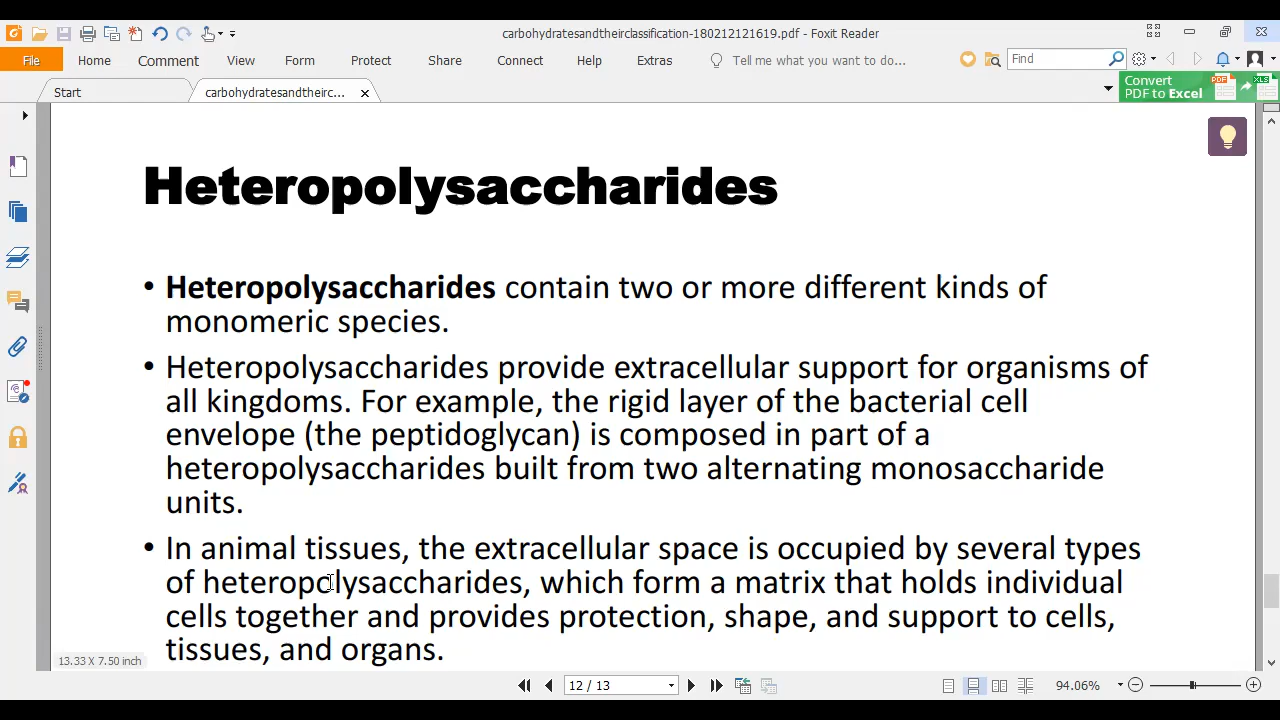 carbohydratesandtheirclassification-180212121619.pdf - Foxit Reader
File Home Comment View Form Protect Share Connect Help Extras Tell me what you want to do... Find
Start carbohydratesandtheirc...
Convert
PDF to Excel
PDF XLS
Heteropolysaccharides
• Heteropolysaccharides contain two or more different kinds of
monomeric species.
• Heteropolysaccharides provide extracellular support for organisms of
all kingdoms. For example, the rigid layer of the bacterial cell
envelope (the peptidoglycan) is composed in part of a
heteropolysaccharides built from two alternating monosaccharide
units.
• In animal tissues, the extracellular space is occupied by several types
of heteropolysaccharides, which form a matrix that holds individual
cells together and provides protection, shape, and support to cells,
tissues, and organs.
13.33 X 7.50 inch
12 / 13 94.06%